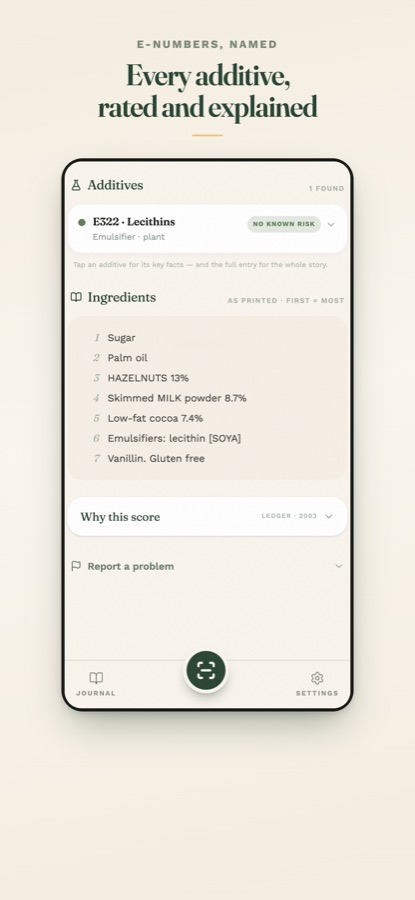 E-NUMBERS, NAMED
Every additive,
rated and explained
Additives
1 FOUND
E322 · Lecithins
NO KNOWN RISK
Emulsifier · plant
Tap an additive for its key facts — and the full entry for the whole story.
Ingredients
AS PRINTED · FIRST = MOST
1 Sugar
2 Palm oil
3 HAZELNUTS 13%
4 Skimmed MILK powder 8.7%
5 Low-fat cocoa 7.4%
6 Emulsifiers: lecithin [SOYA]
7 Vanillin. Gluten free
Why this score
LEDGER · 2003
Report a problem
JOURNAL
SETTINGS